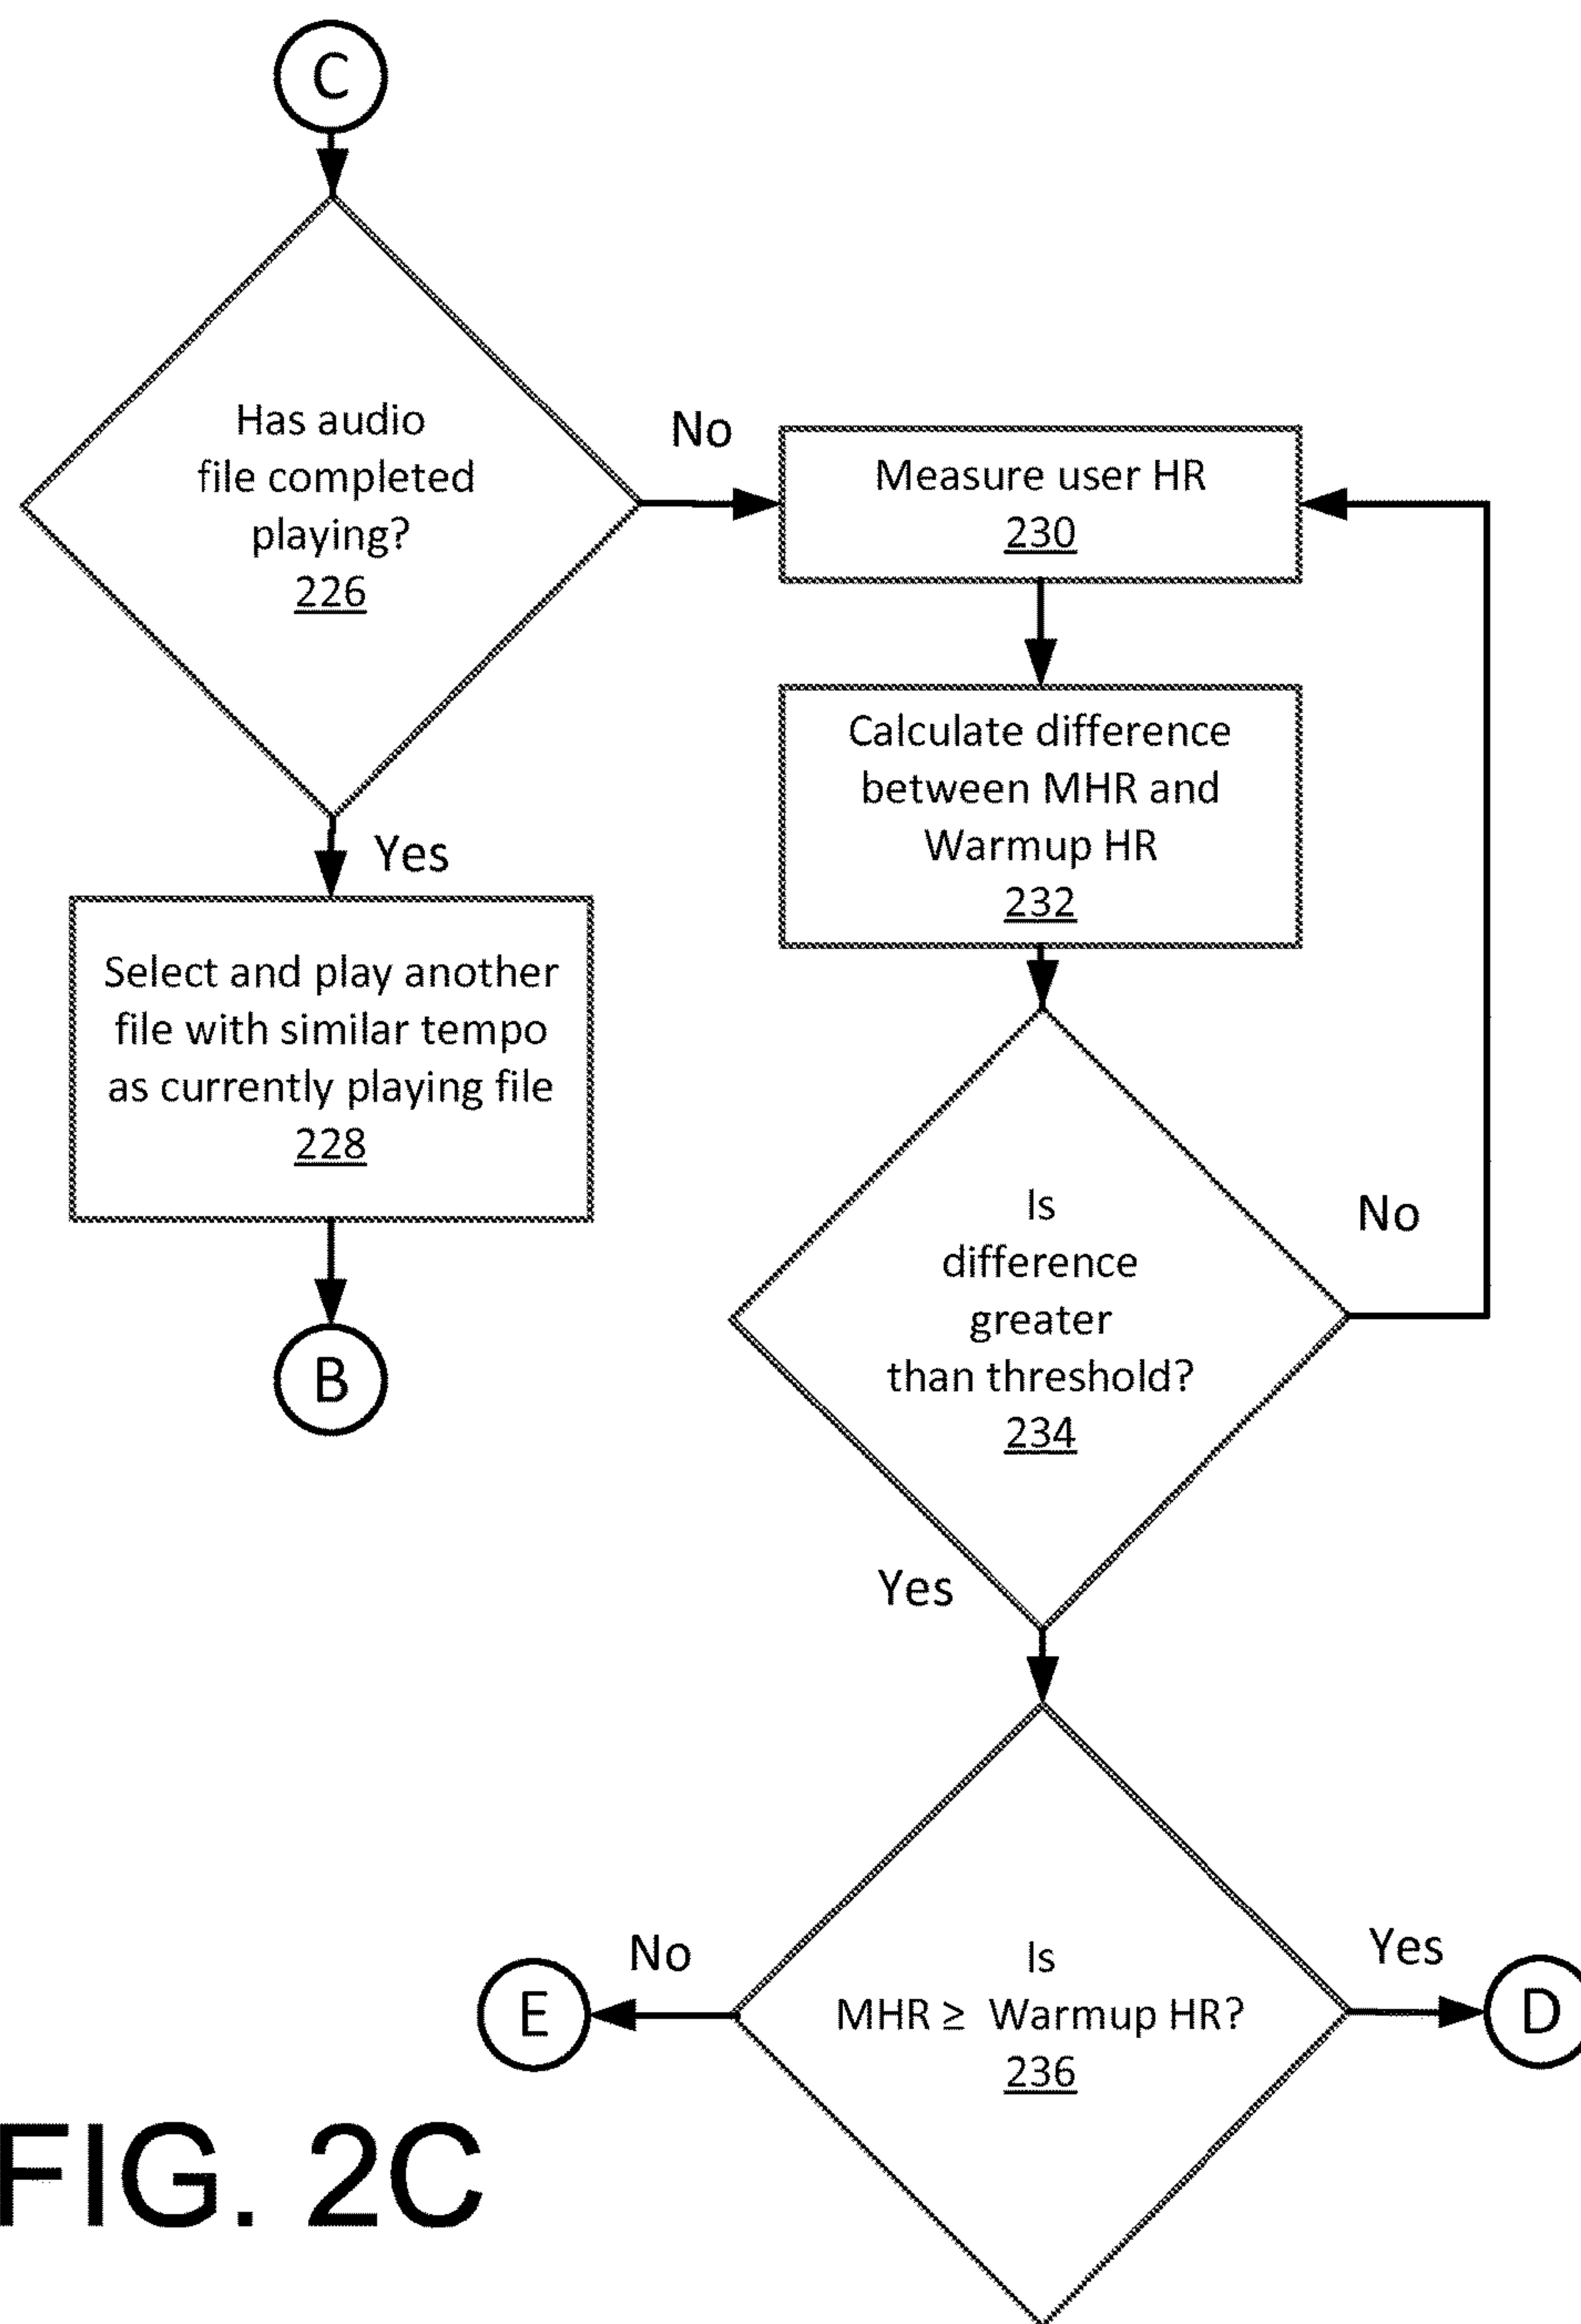 C
Has audio
file completed
playing?
226
No
Measure user HR
230
Calculate difference
between MHR and
Warmup HR
232
Yes
Select and play another
file with similar tempo
as currently playing file
228
B
Is
difference
greater
than threshold?
234
No
Yes
Is
MHR ≥ Warmup HR?
236
No
E
Yes
D
FIG. 2C